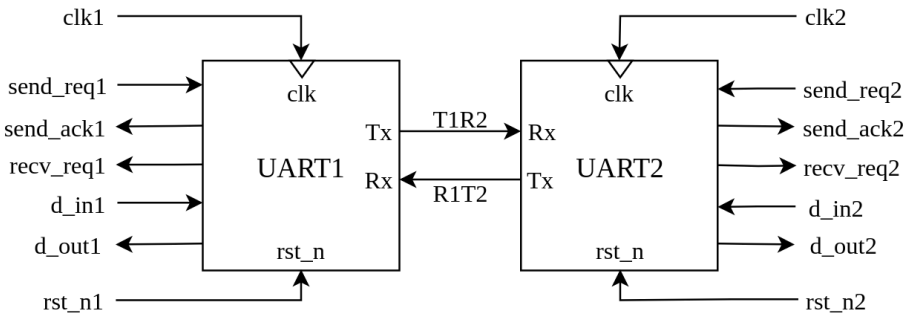 clk1
clk2
send_req1
clk
clk
send_req2
send_ack1
Tx
T1R2
Rx
send_ack2
recv_req1
UART1
UART2
recv_req2
Rx
R1T2
Tx
d_in1
d_in2
d_out1
rst_n
rst_n
d_out2
rst_n1
rst_n2